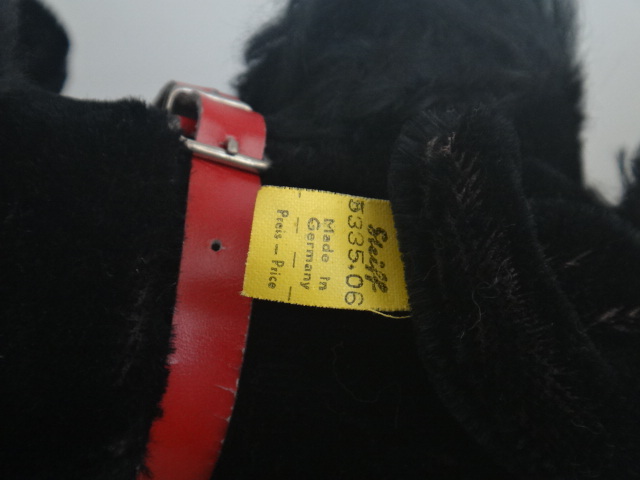 Steiff
5335,06
Made in
Germany
Preis — Price